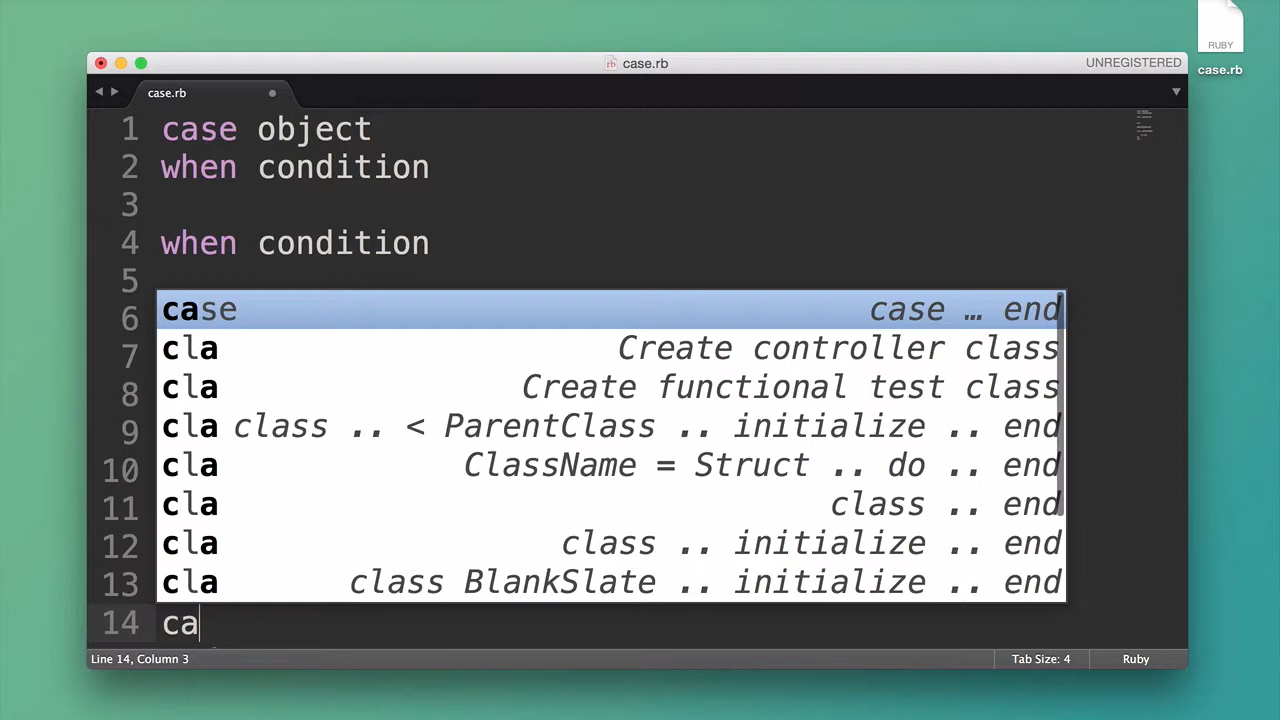 RUBY
case.rb
case.rb
UNREGISTERED
case.rb
1 case object
2 when condition
3
4 when condition
5
6
7
8
9
10
11
12
13
case case … end
cla Create controller class
cla Create functional test class
cla class .. < ParentClass .. initialize .. end
cla ClassName = Struct .. do .. end
cla class .. end
cla class .. initialize .. end
cla class BlankSlate .. initialize .. end
14 ca
Line 14, Column 3
Tab Size: 4
Ruby